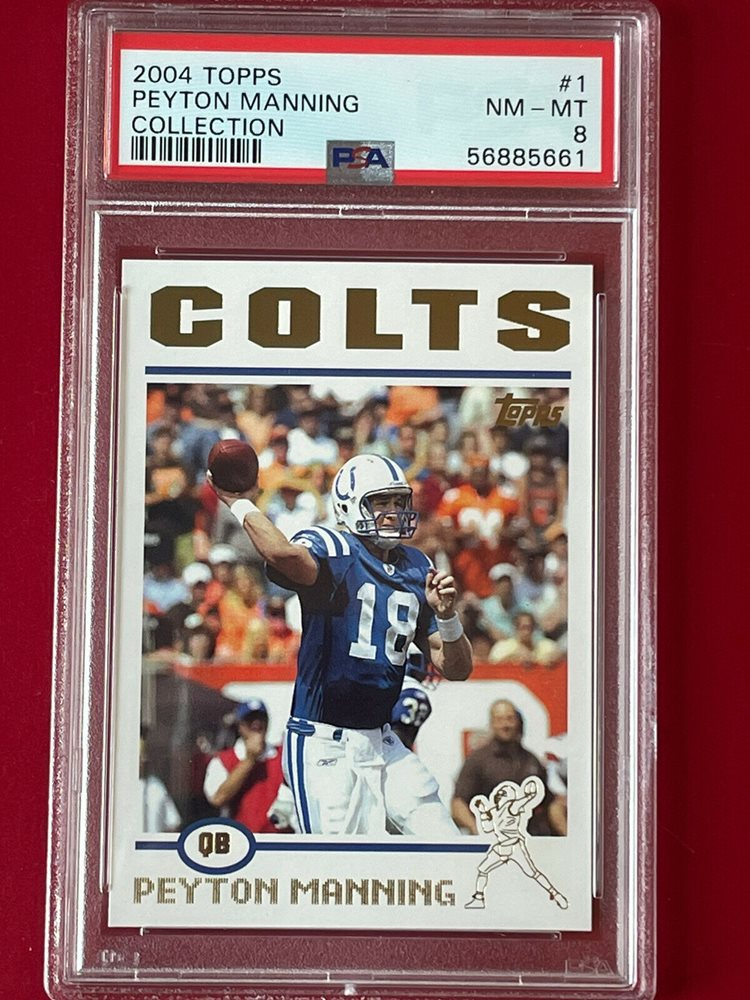 2004 TOPPS #1
PEYTON MANNING NM – MT
COLLECTION 8
PSA 56885661
COLTS
TOPPS
18
QB
PEYTON MANNING